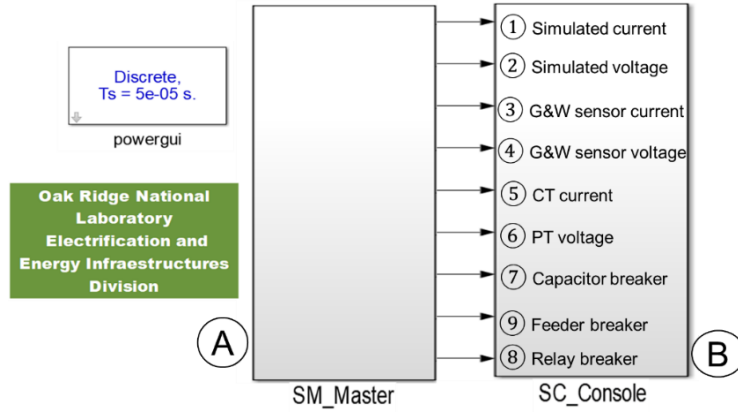 Discrete,
Ts = 5e-05 s.
powergui
Oak Ridge National
Laboratory
Electrification and
Energy Infraestructures
Division
A
SM_Master
① Simulated current
② Simulated voltage
③ G&W sensor current
④ G&W sensor voltage
⑤ CT current
⑥ PT voltage
⑦ Capacitor breaker
⑨ Feeder breaker
⑧ Relay breaker
B
SC_Console